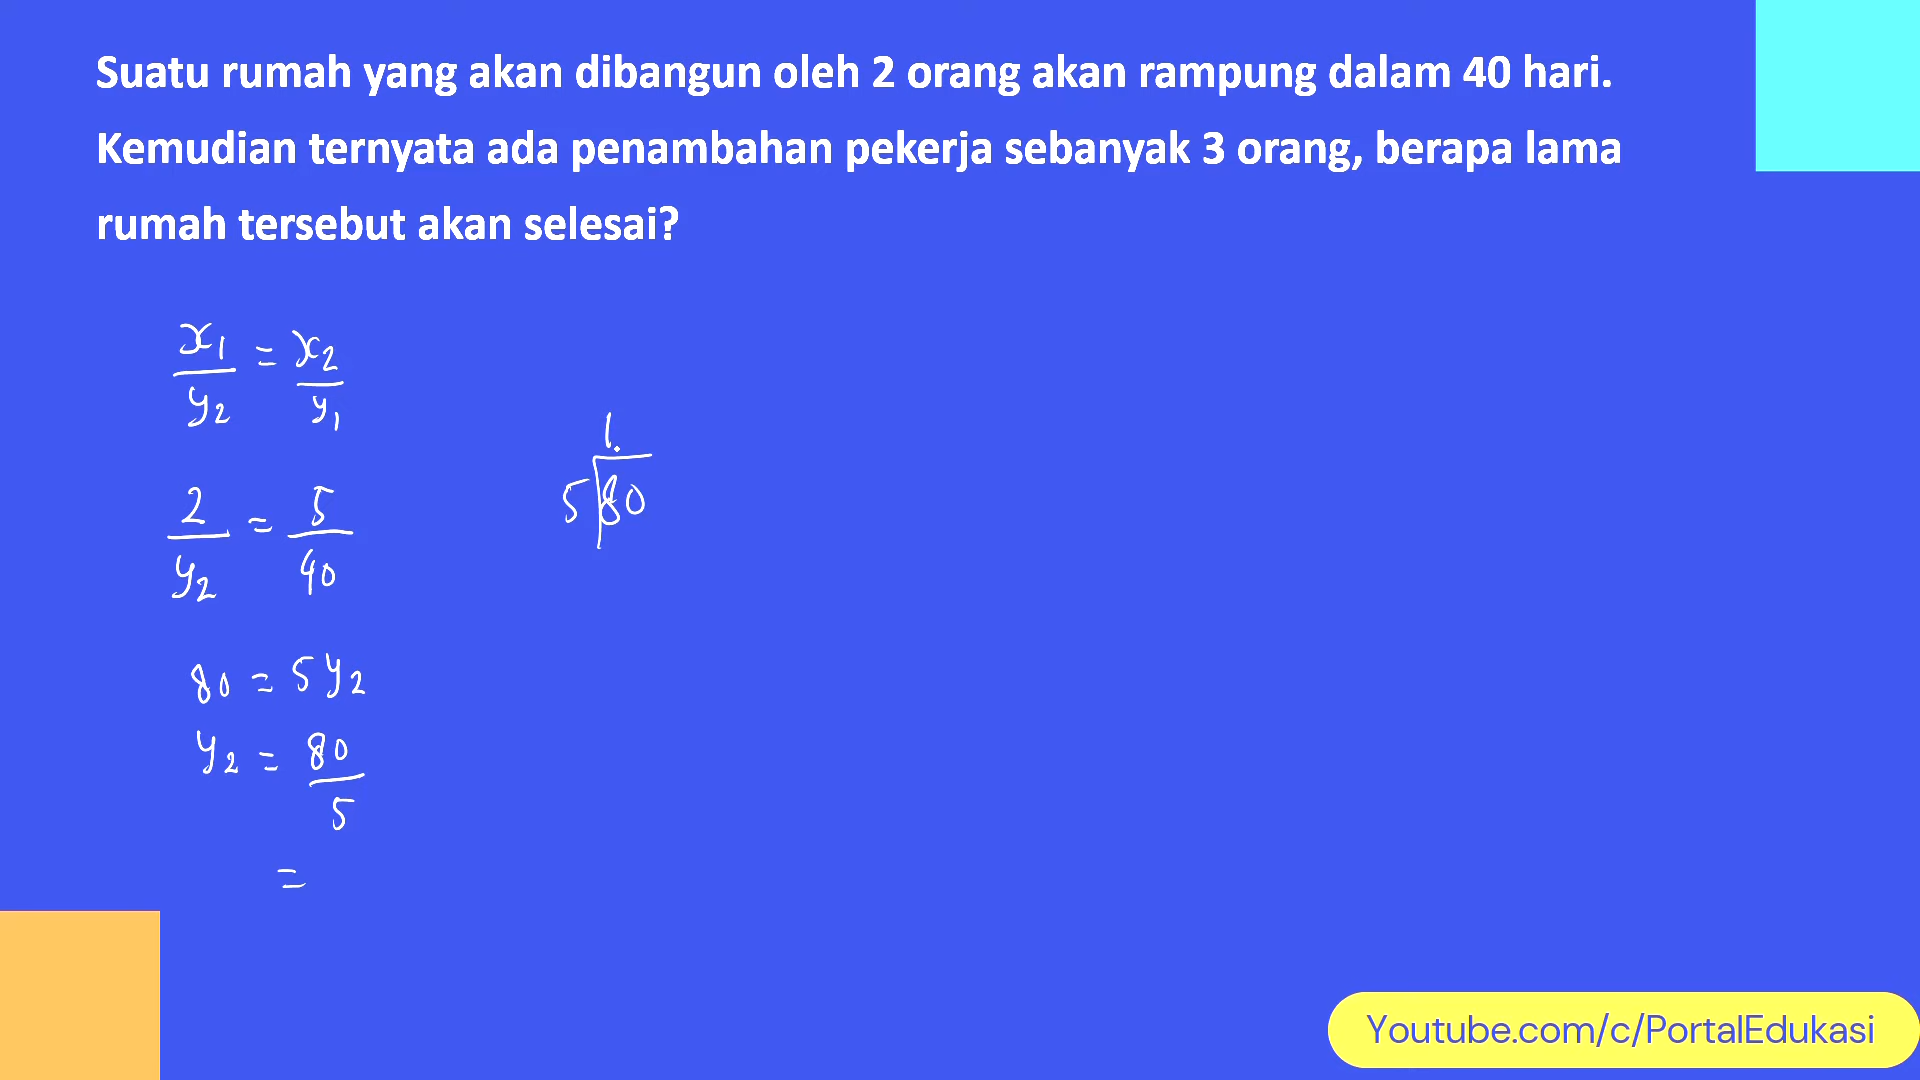 Suatu rumah yang akan dibangun oleh 2 orang akan rampung dalam 40 hari.
Kemudian ternyata ada penambahan pekerja sebanyak 3 orang, berapa lama
rumah tersebut akan selesai?
x₁/y₂ = x₂/y₁
2/y₂ = 5/40
80 = 5y₂
y₂ = 80/5
=
1
5 80
Youtube.com/c/PortalEdukasi